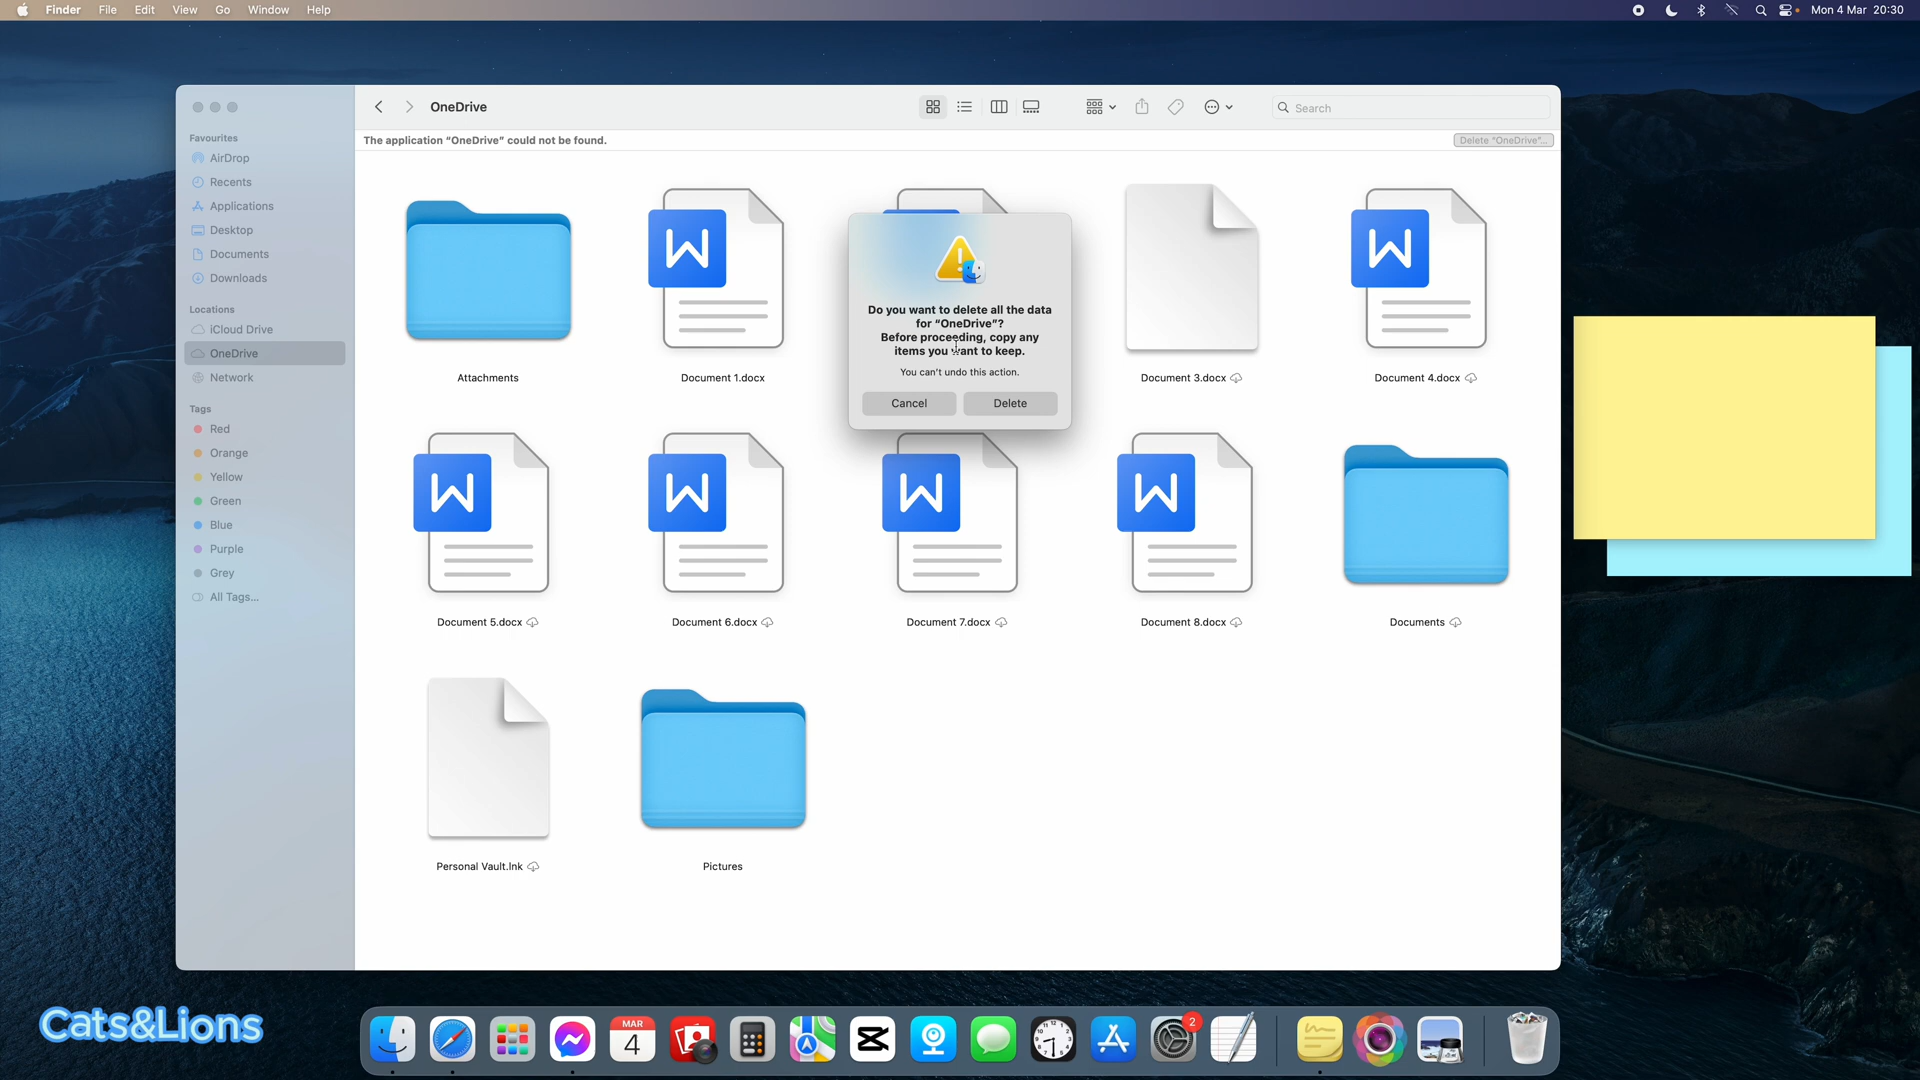 Finder File Edit View Go Window Help
Mon 4 Mar 20:30
OneDrive
Search
The application “OneDrive” could not be found.
Delete “OneDrive”...
Favourites
AirDrop
Recents
Applications
Desktop
Documents
Downloads
Locations
iCloud Drive
OneDrive
Network
Tags
Red
Orange
Yellow
Green
Blue
Purple
Grey
All Tags...
Do you want to delete all the data
for “OneDrive”?
Before proceeding, copy any
items you want to keep.
You can't undo this action.
Cancel Delete
Attachments
Document 1.docx
Document 3.docx
Document 4.docx
Document 5.docx
Document 6.docx
Document 7.docx
Document 8.docx
Documents
Personal Vault.lnk
Pictures
Cats&Lions
MAR
4
2